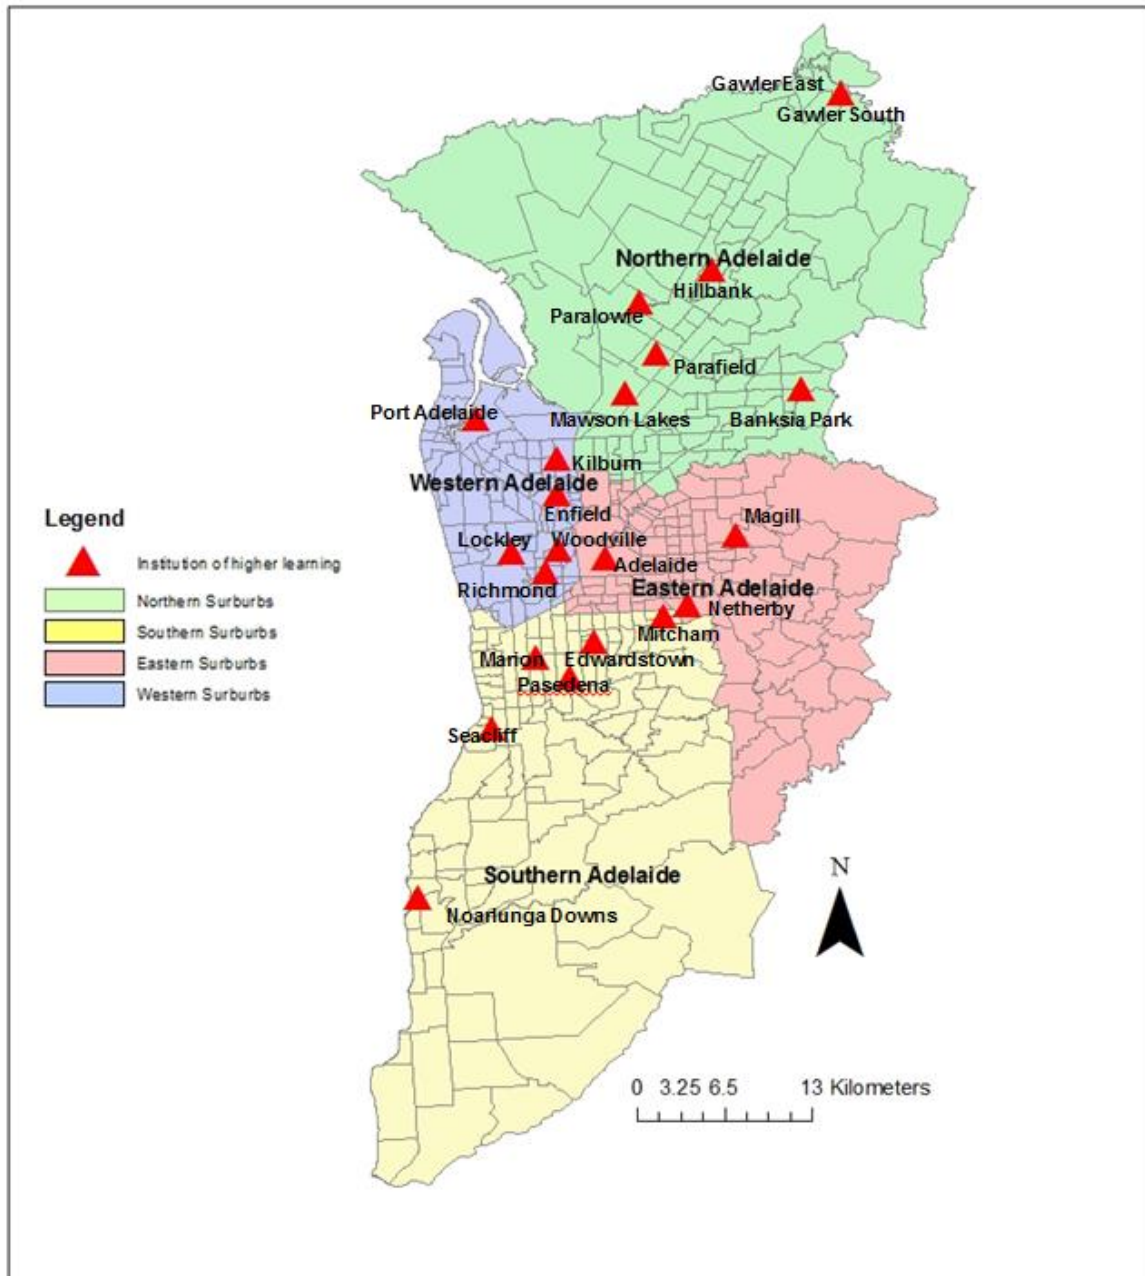 Gawler East
Gawler South
Northern Adelaide
Hillbank
Paralowie
Parafield
Port Adelaide
Mawson Lakes
Banksia Park
Kilburn
Western Adelaide
Enfield
Magill
Lockley
Woodville
Adelaide
Richmond
Eastern Adelaide
Netherby
Mitcham
Marion
Edwardstown
Pasedena
Seacliff
Southern Adelaide
Noarlunga Downs
Legend
Institution of higher learning
Northern Surburbs
Southern Surburbs
Eastern Surburbs
Western Surburbs
N
0 3.25 6.5 13 Kilometers